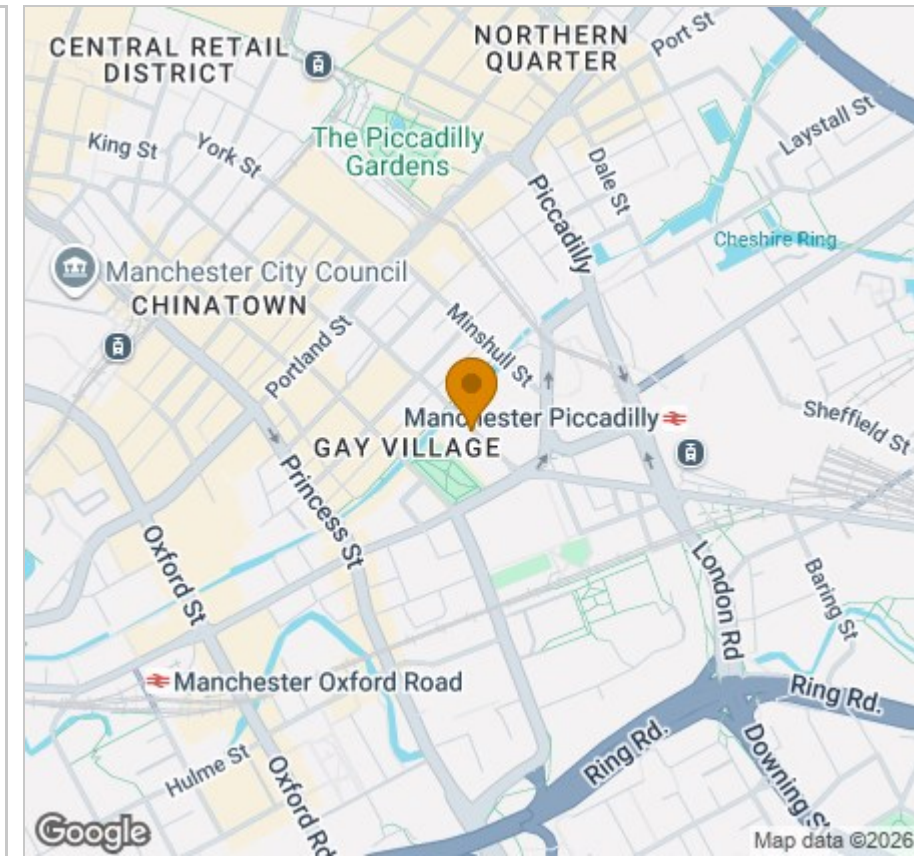 CENTRAL RETAIL
DISTRICT
NORTHERN
QUARTER
Port St
Laystall St
King St
York St
The Piccadilly
Gardens
Dale St
Piccadilly
Cheshire Ring
Manchester City Council
CHINATOWN
Portland St
Minshull St
Manchester Piccadilly
Sheffield St
GAY VILLAGE
Princess St
Oxford St
London Rd
Baring St
Manchester Oxford Road
Ring Rd.
Ring Rd.
Hulme St
Oxford Rd
Downing St
Google
Map data ©2026